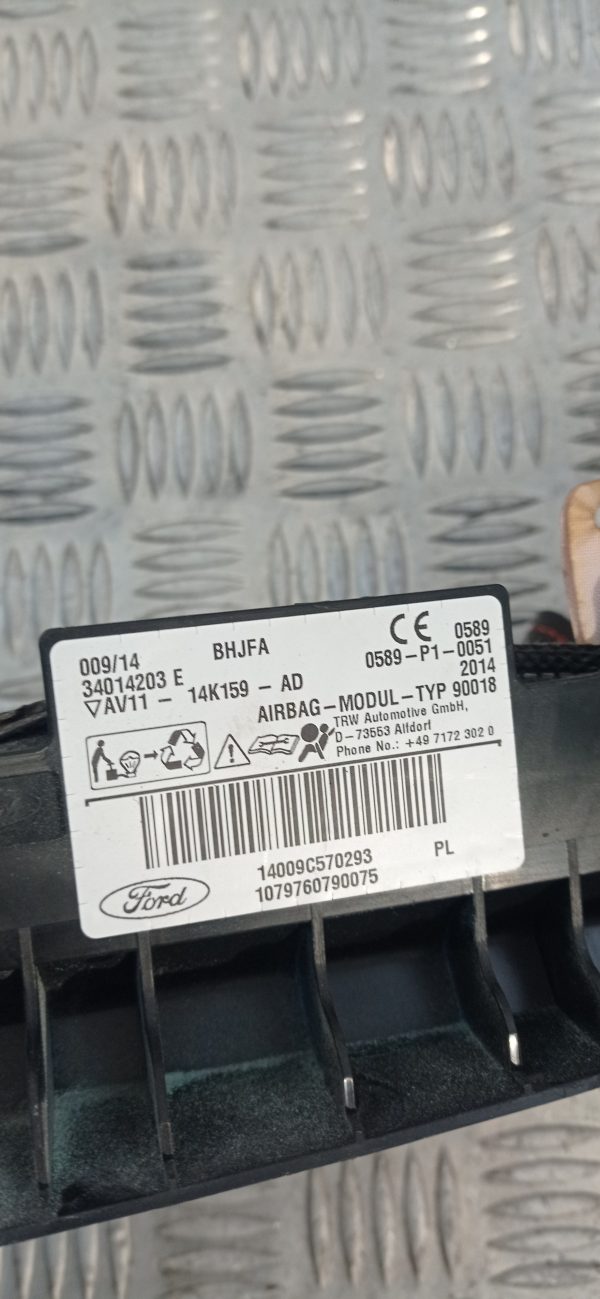 009/14 BHJFA CE 0589
34014203 E 0589-P1-0051
2014
▽AV11 - 14K159 - AD
AIRBAG-MODUL-TYP 90018
TRW Automotive GmbH,
D-73553 Alfdorf
Phone No.: +49 7172 302 0
14009C570293 PL
1079760790075
Ford